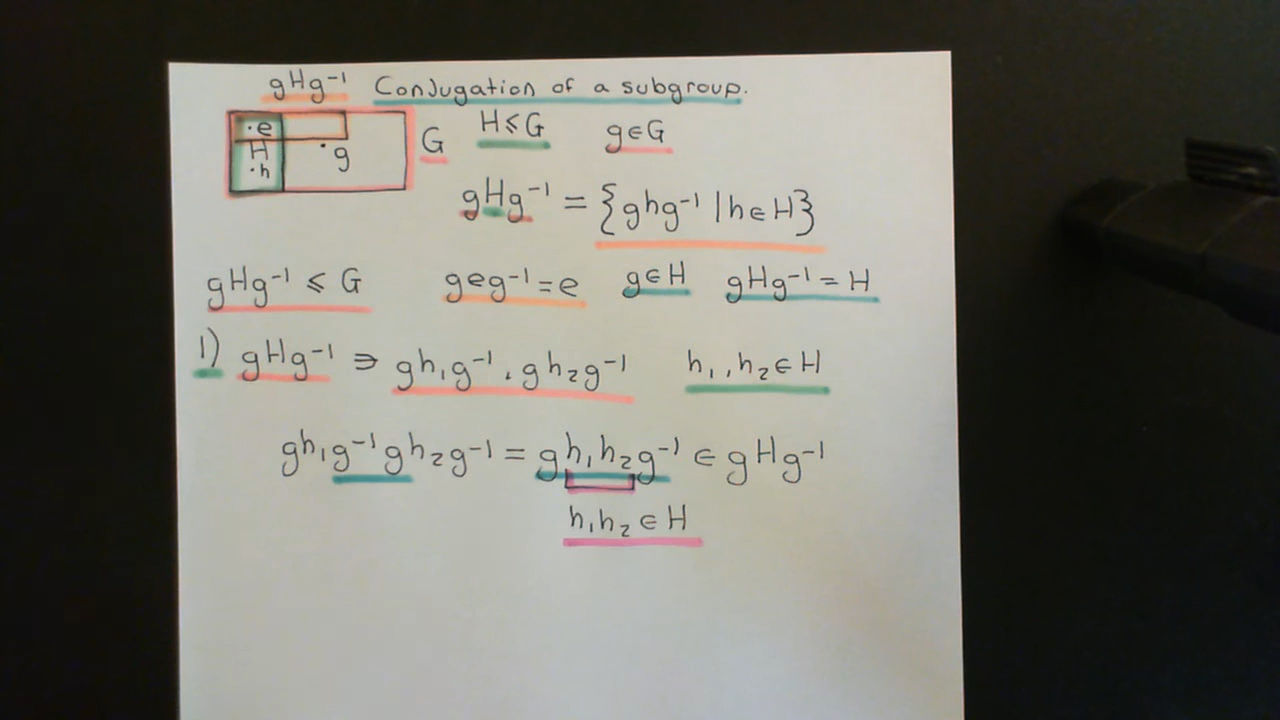 gHg⁻¹ Conjugation of a subgroup.
·e
H
·h
·g
G H≤G g∈G
gHg⁻¹ = {ghg⁻¹ | h∈H}
gHg⁻¹ ≤ G geg⁻¹=e g∈H gHg⁻¹ = H
1) gHg⁻¹ ∋ gh₁g⁻¹ . gh₂g⁻¹ h₁,h₂∈H
gh₁g⁻¹gh₂g⁻¹ = gh₁h₂g⁻¹ ∈ gHg⁻¹
h₁h₂ ∈ H